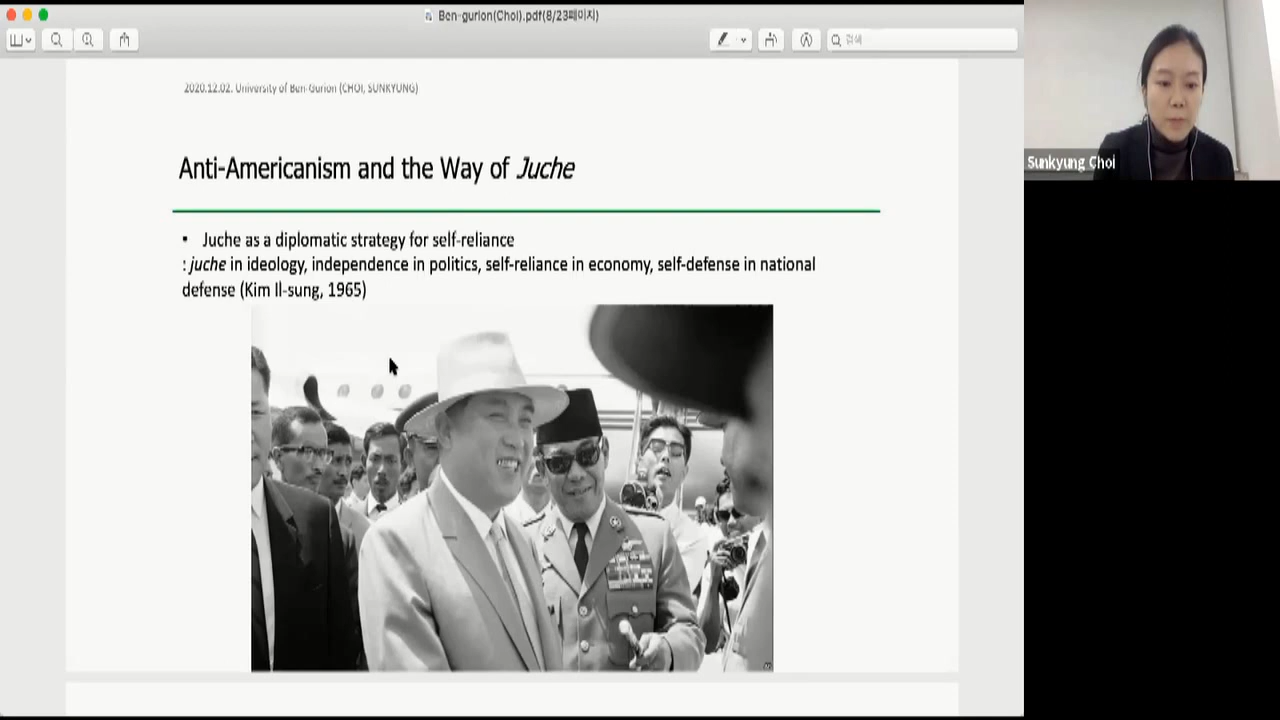 Ben-gurion(Choi).pdf(8/23페이지)
검색
2020.12.02. University of Ben-Gurion (CHOI, SUNKYUNG)
Anti-Americanism and the Way of Juche
▪ Juche as a diplomatic strategy for self-reliance
: juche in ideology, independence in politics, self-reliance in economy, self-defense in national
defense (Kim Il-sung, 1965)
Sunkyung Choi